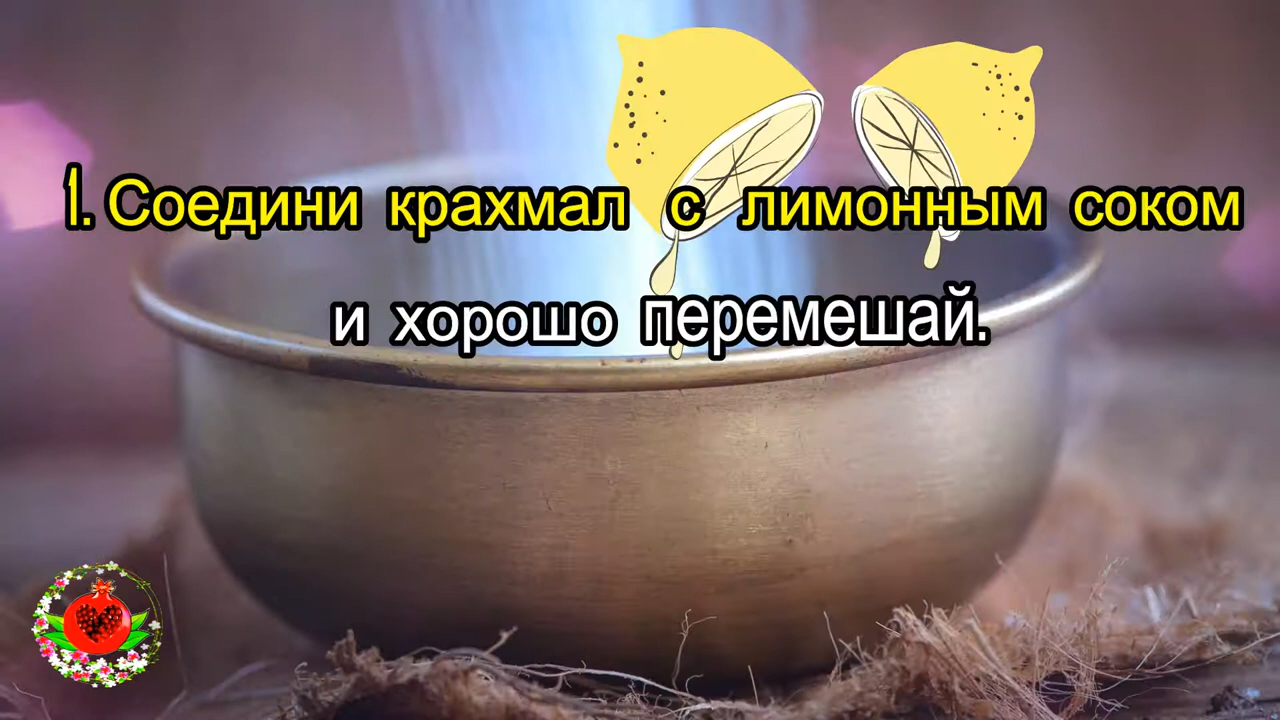 1. Соедини крахмал с лимонным соком
и хорошо перемешай.